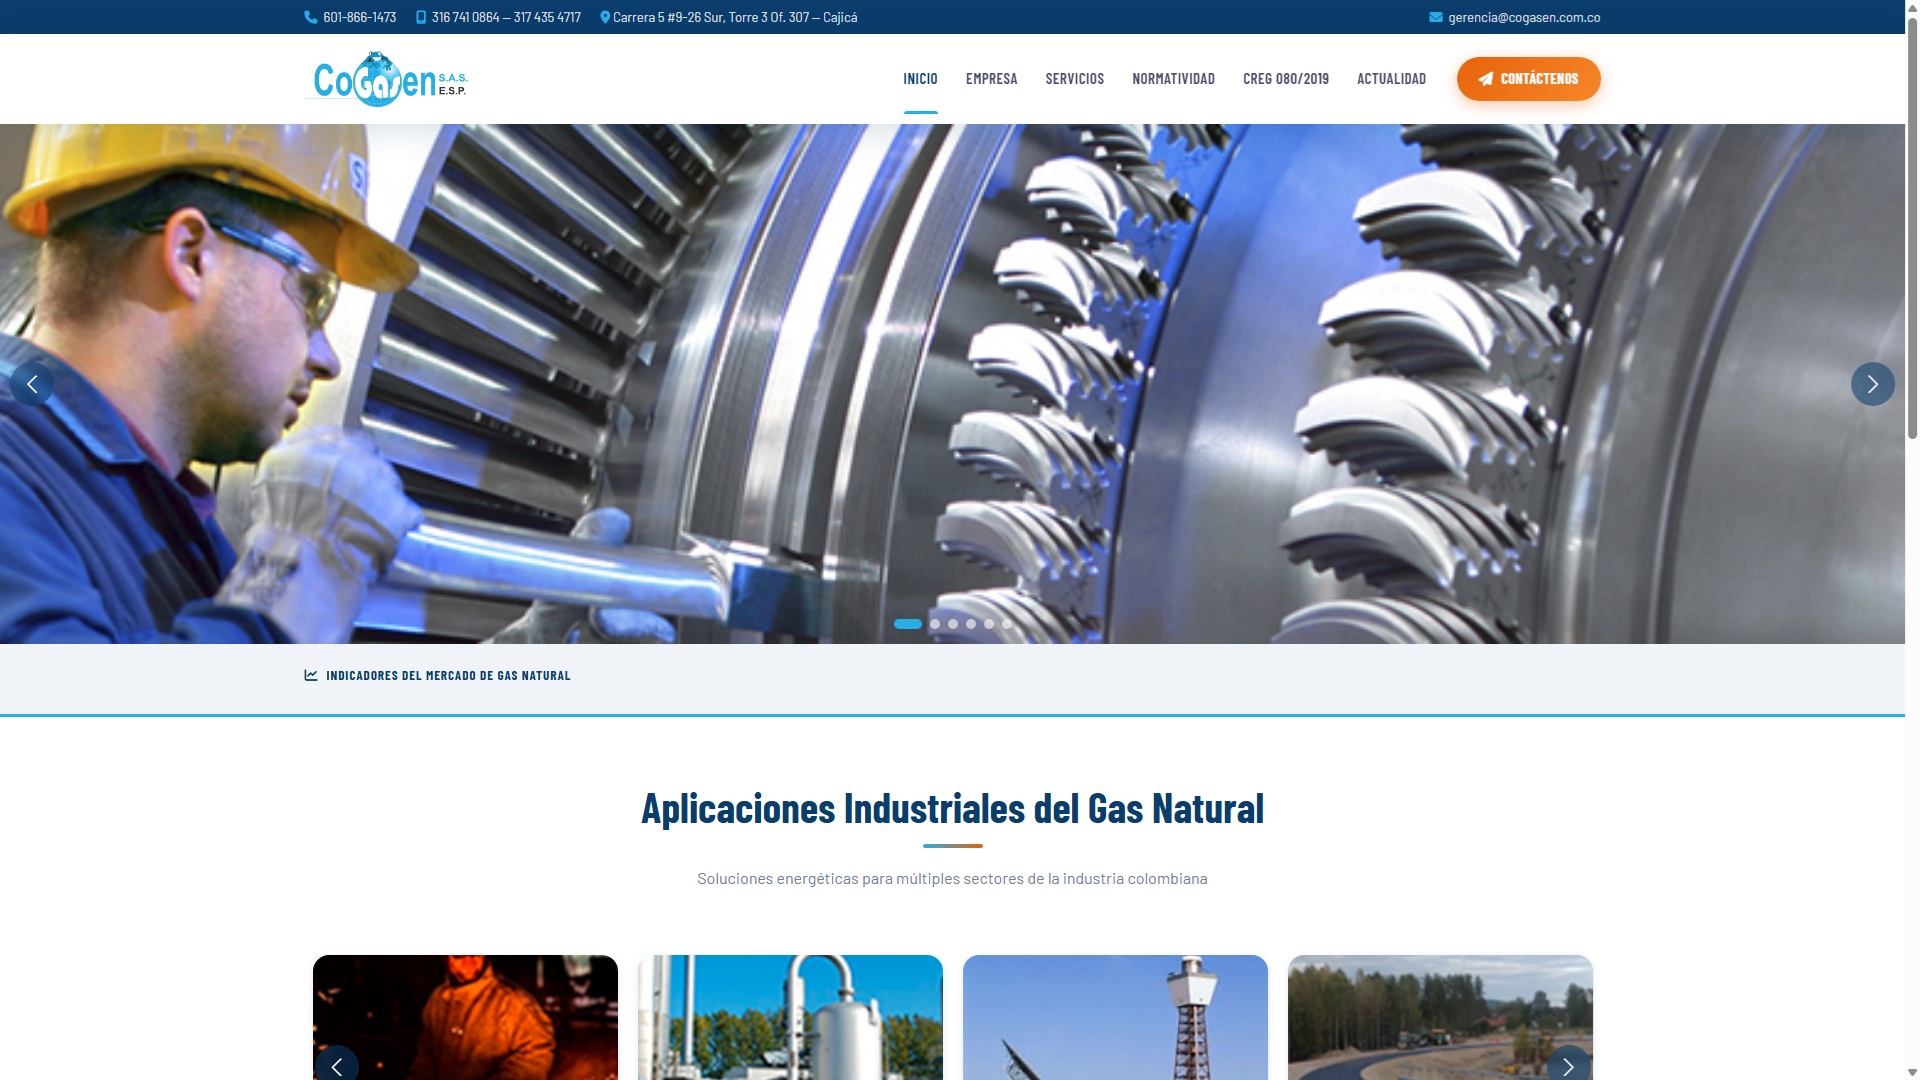 601-866-1473
316 741 0864 – 317 435 4717
Carrera 5 #9-26 Sur, Torre 3 Of. 307 – Cajicá
gerencia@cogasen.com.co
CoGasen S.A.S. E.S.P.
INICIO
EMPRESA
SERVICIOS
NORMATIVIDAD
CREG 080/2019
ACTUALIDAD
CONTÁCTENOS
INDICADORES DEL MERCADO DE GAS NATURAL
Aplicaciones Industriales del Gas Natural
Soluciones energéticas para múltiples sectores de la industria colombiana